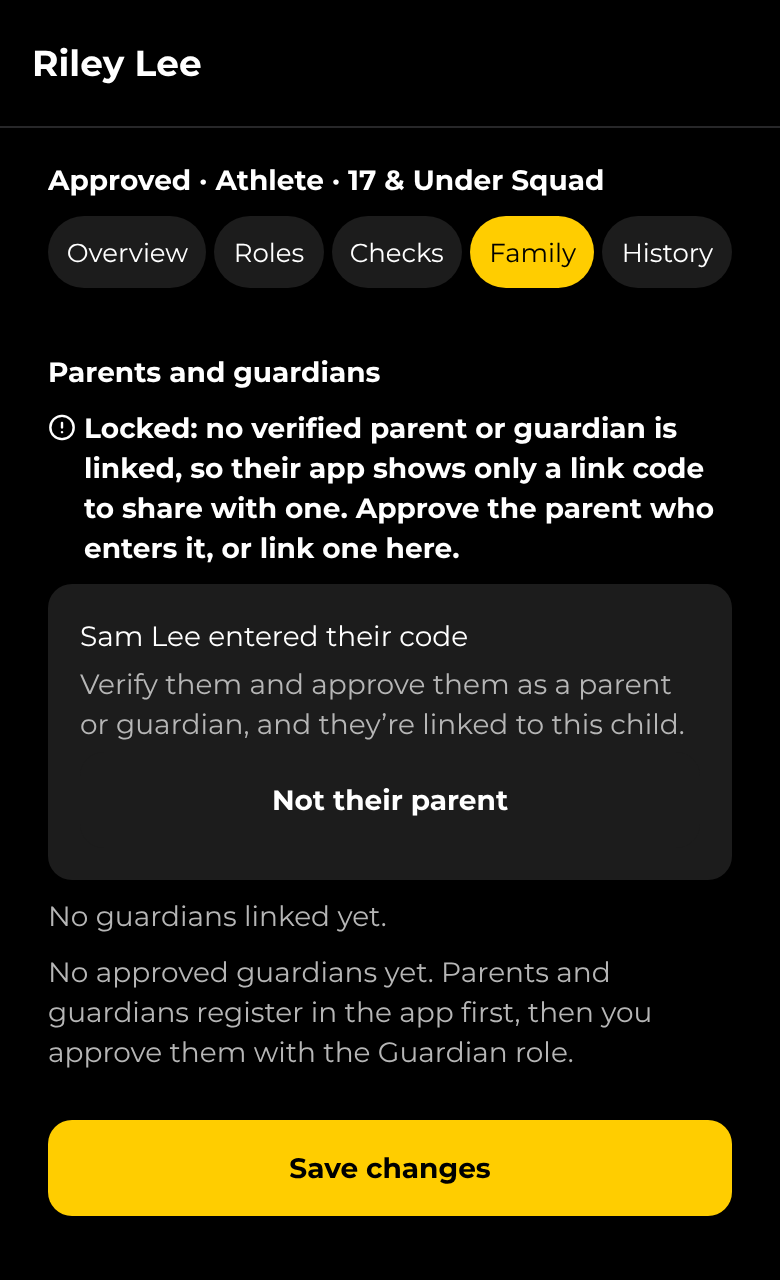 Riley Lee
Approved · Athlete · 17 & Under Squad
Overview
Roles
Checks
Family
History
Parents and guardians
Locked: no verified parent or guardian is
linked, so their app shows only a link code
to share with one. Approve the parent who
enters it, or link one here.
Sam Lee entered their code
Verify them and approve them as a parent
or guardian, and they’re linked to this child.
Not their parent
No guardians linked yet.
No approved guardians yet. Parents and
guardians register in the app first, then you
approve them with the Guardian role.
Save changes